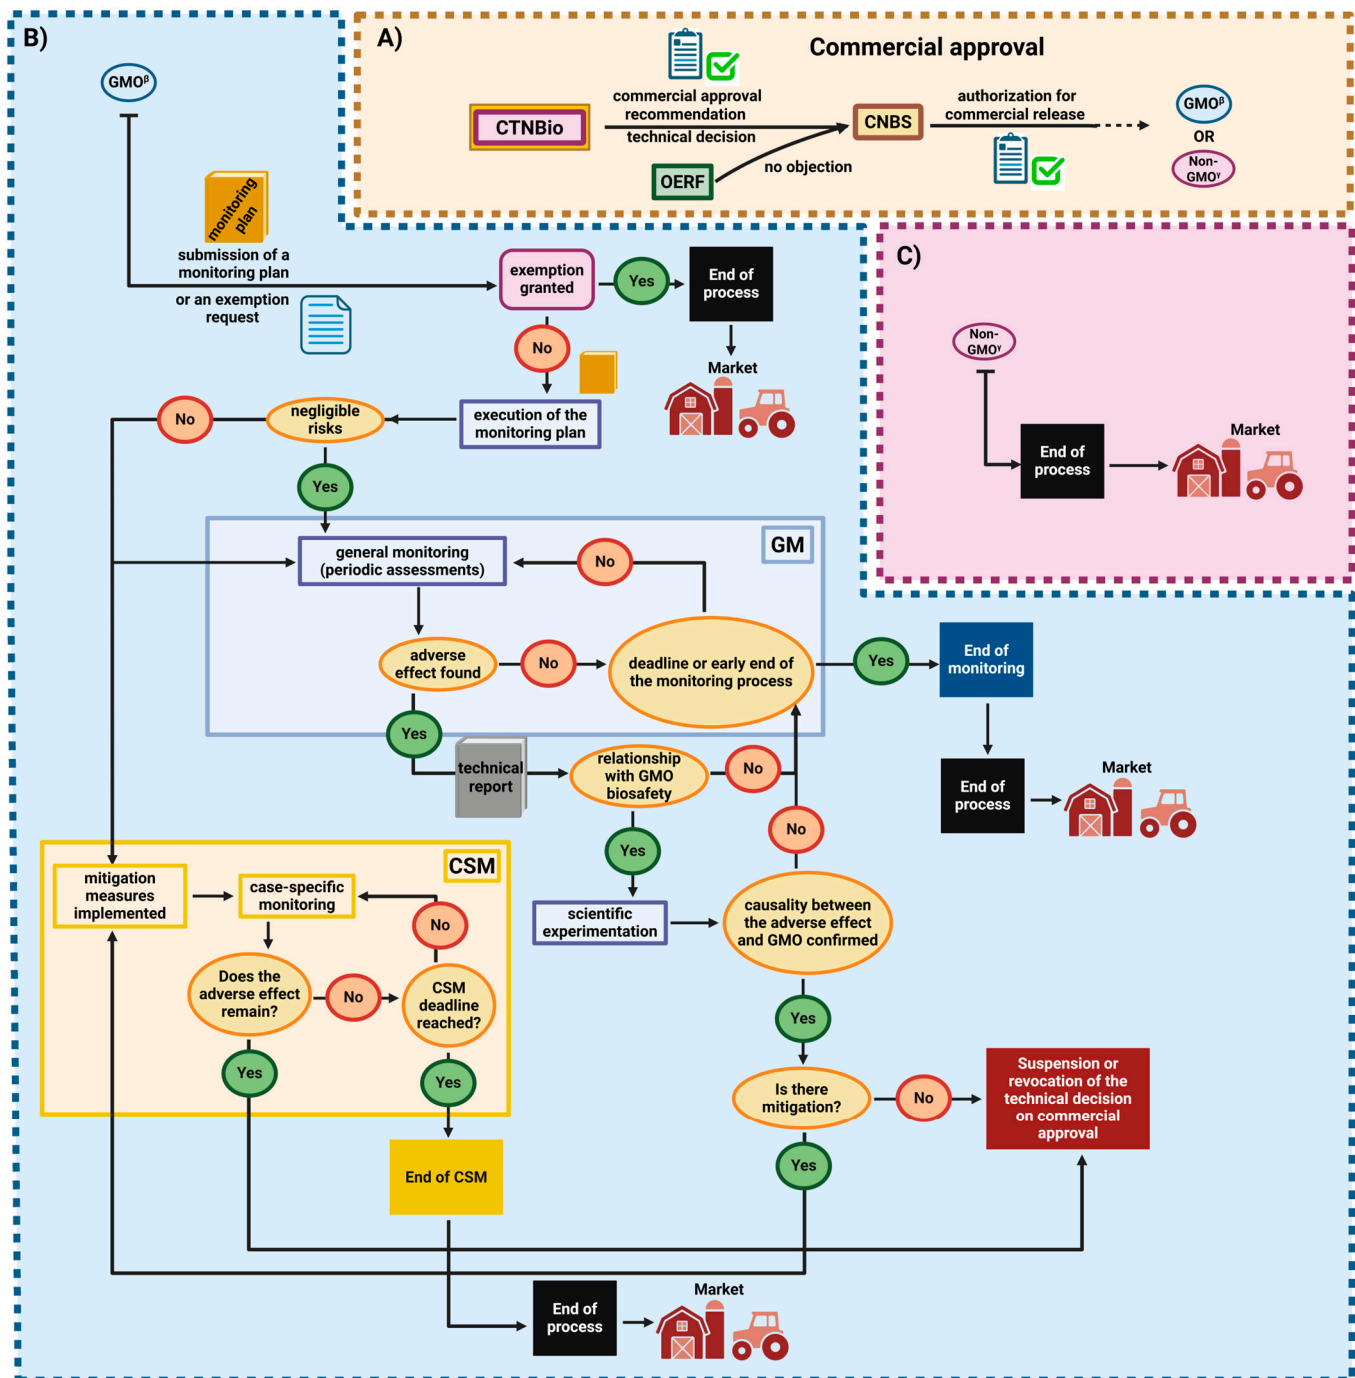 A)
Commercial approval
CTNBio
commercial approval
recommendation
technical decision
OERF
no objection
CNBS
authorization for
commercial release
GMOᵝ
OR
Non-
GMOᵞ
B)
GMOᵝ
monitoring
plan
submission of a
monitoring plan
or an exemption
request
exemption
granted
Yes
End of
process
Market
No
execution of the
monitoring plan
negligible
risks
No
Yes
GM
general monitoring
(periodic assessments)
No
adverse
effect found
No
deadline or early end of
the monitoring process
Yes
End of
monitoring
End of
process
Market
Yes
technical
report
relationship
with GMO
biosafety
No
Yes
No
scientific
experimentation
causality between
the adverse effect
and GMO confirmed
Yes
Is there
mitigation?
No
Suspension or
revocation of the
technical decision
on commercial
approval
Yes
CSM
mitigation
measures
implemented
case-specific
monitoring
No
Does the
adverse effect
remain?
No
CSM
deadline
reached?
Yes
Yes
End of CSM
End of
process
Market
C)
Non-
GMOᵞ
End of
process
Market